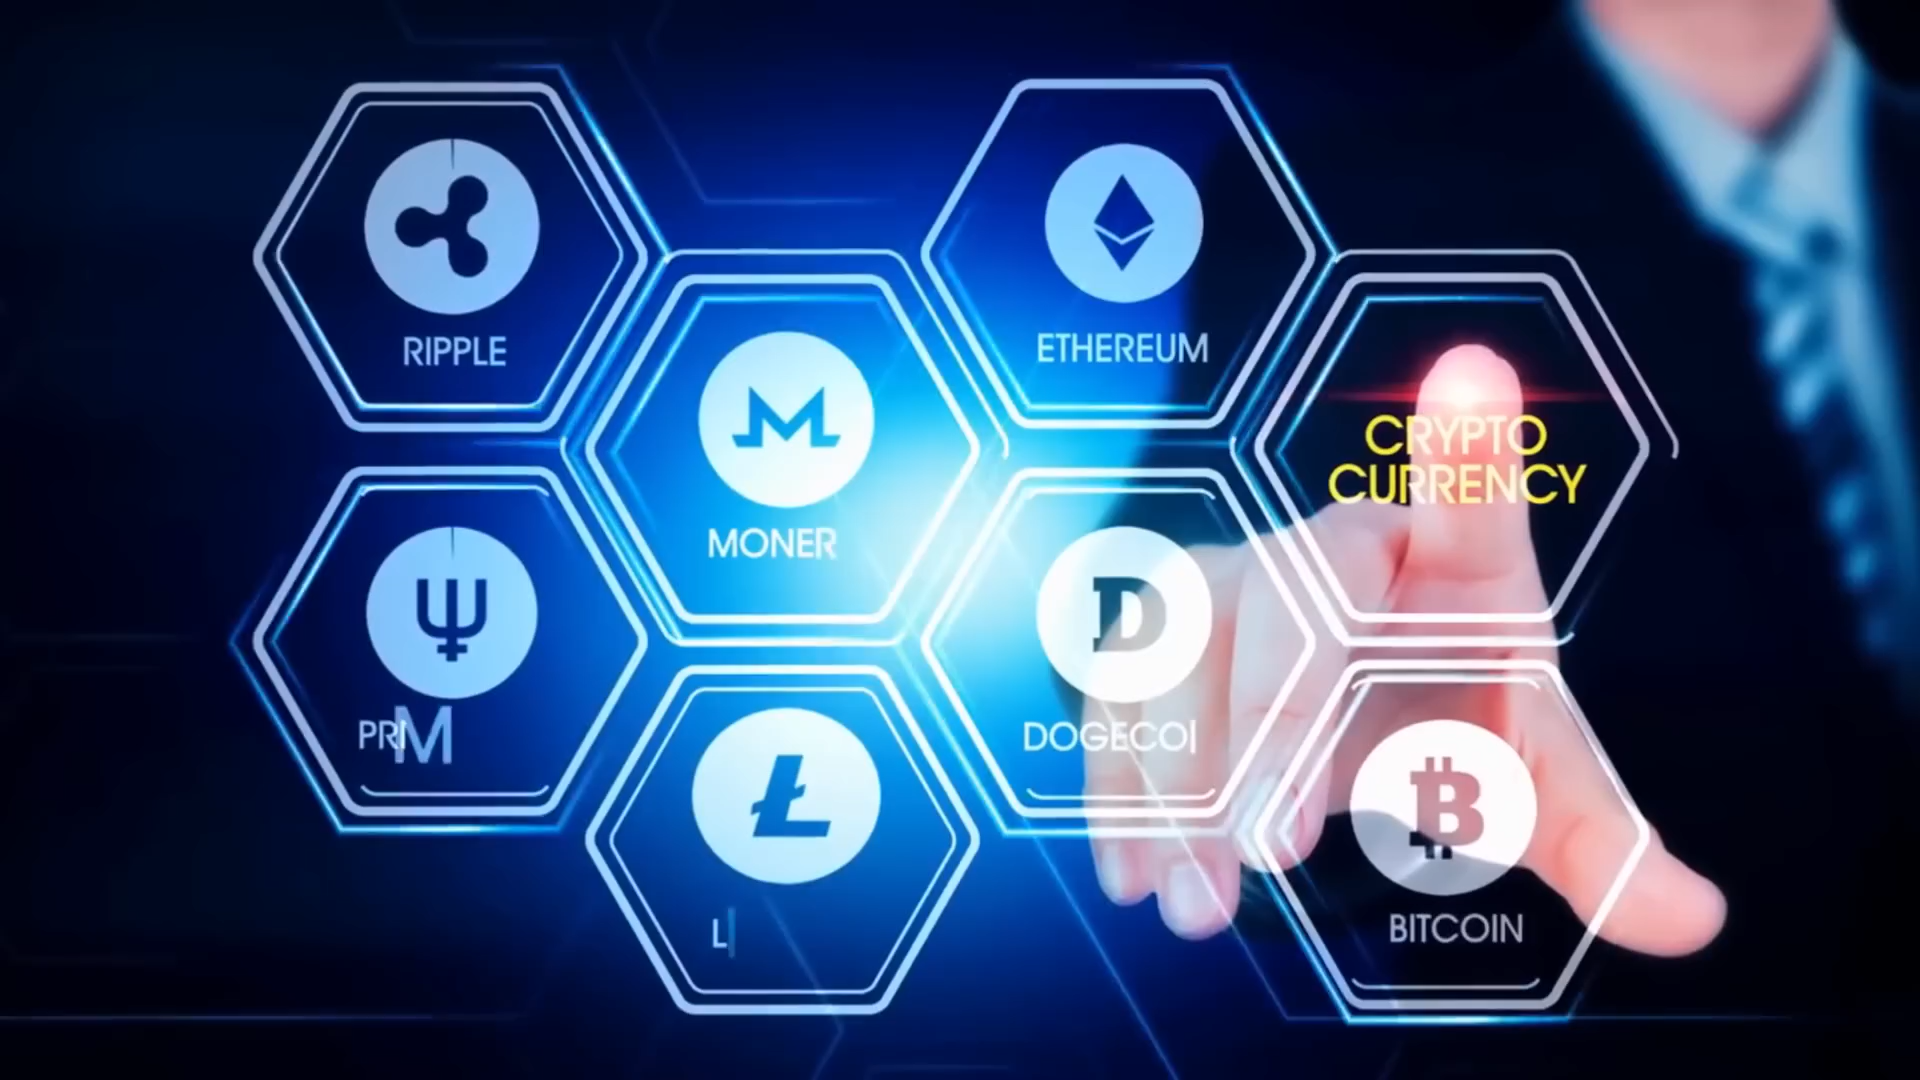 RIPPLE
ETHEREUM
CRYPTO
CURRENCY
MONER
PRIM
DOGECOI
L
BITCOIN